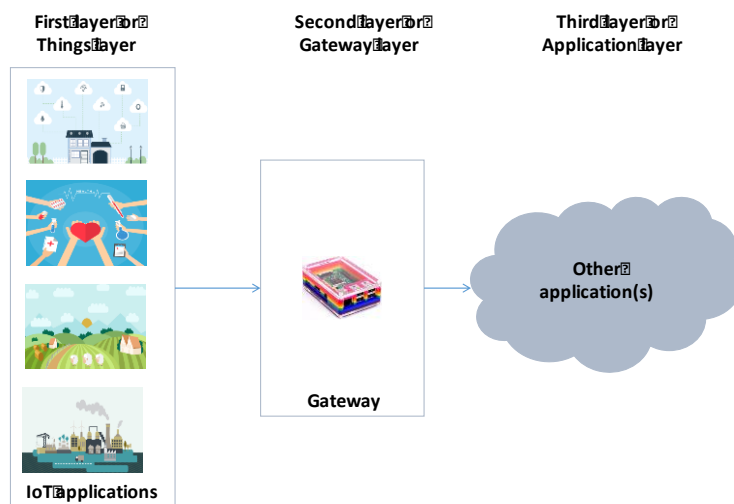 First layer or
Things layer
Second layer or
Gateway layer
Third layer or
Application layer
Other
application(s)
Gateway
IoT applications